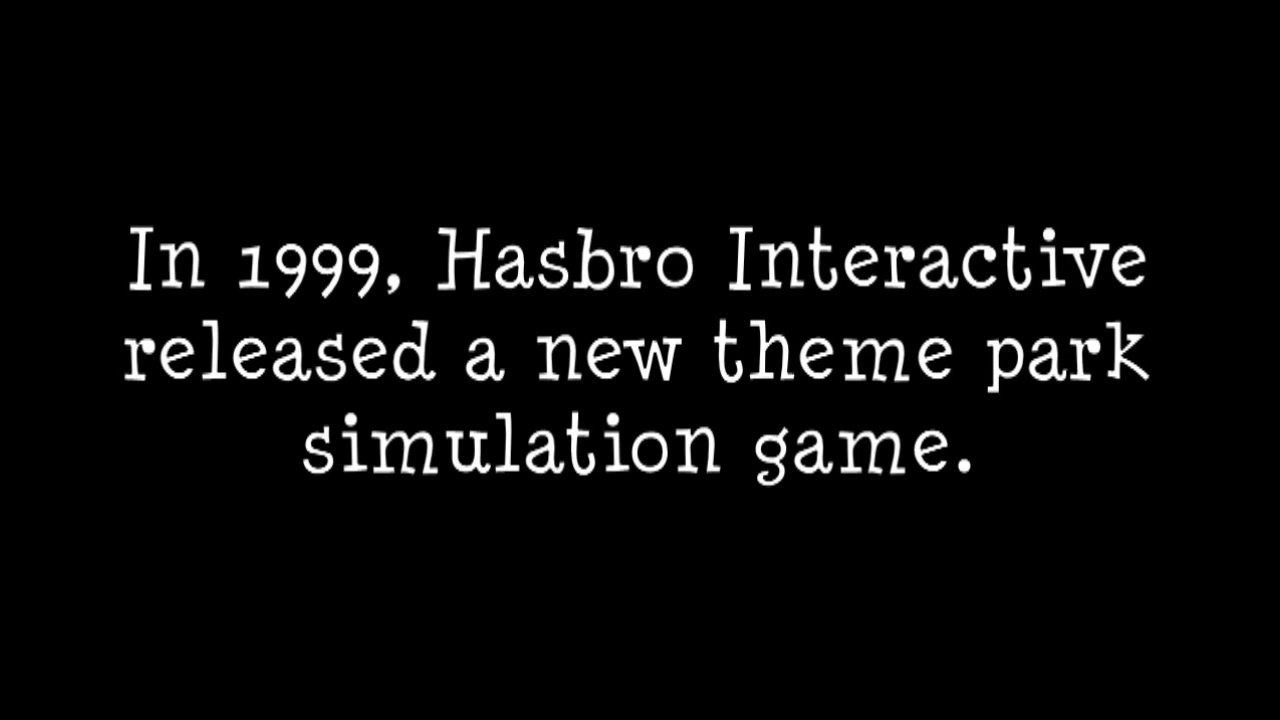 In 1999, Hasbro Interactive
released a new theme park
simulation game.